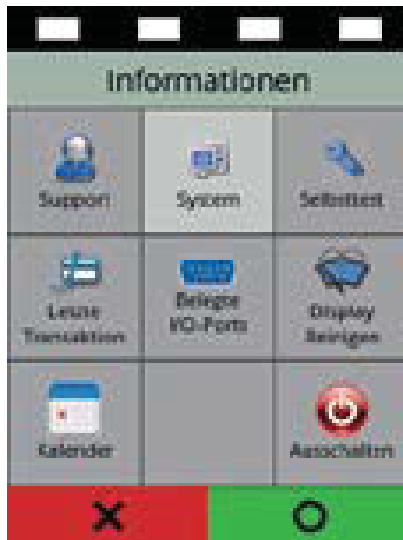 Informationen
Support
System
Selbsttest
Letzte
Transaktion
Belegte
I/O-Ports
Display
Reinigen
Kalender
Ausschalten